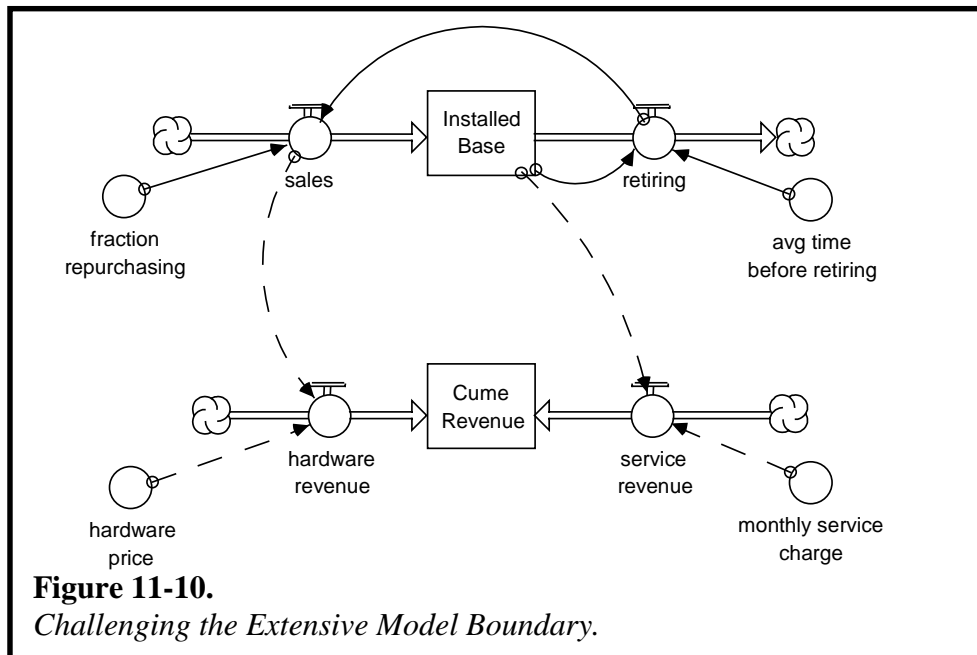 Installed
Base
sales
retiring
fraction
repurchasing
avg time
before retiring
Cume
Revenue
hardware
revenue
service
revenue
hardware
price
monthly service
charge
Figure 11-10.
Challenging the Extensive Model Boundary.